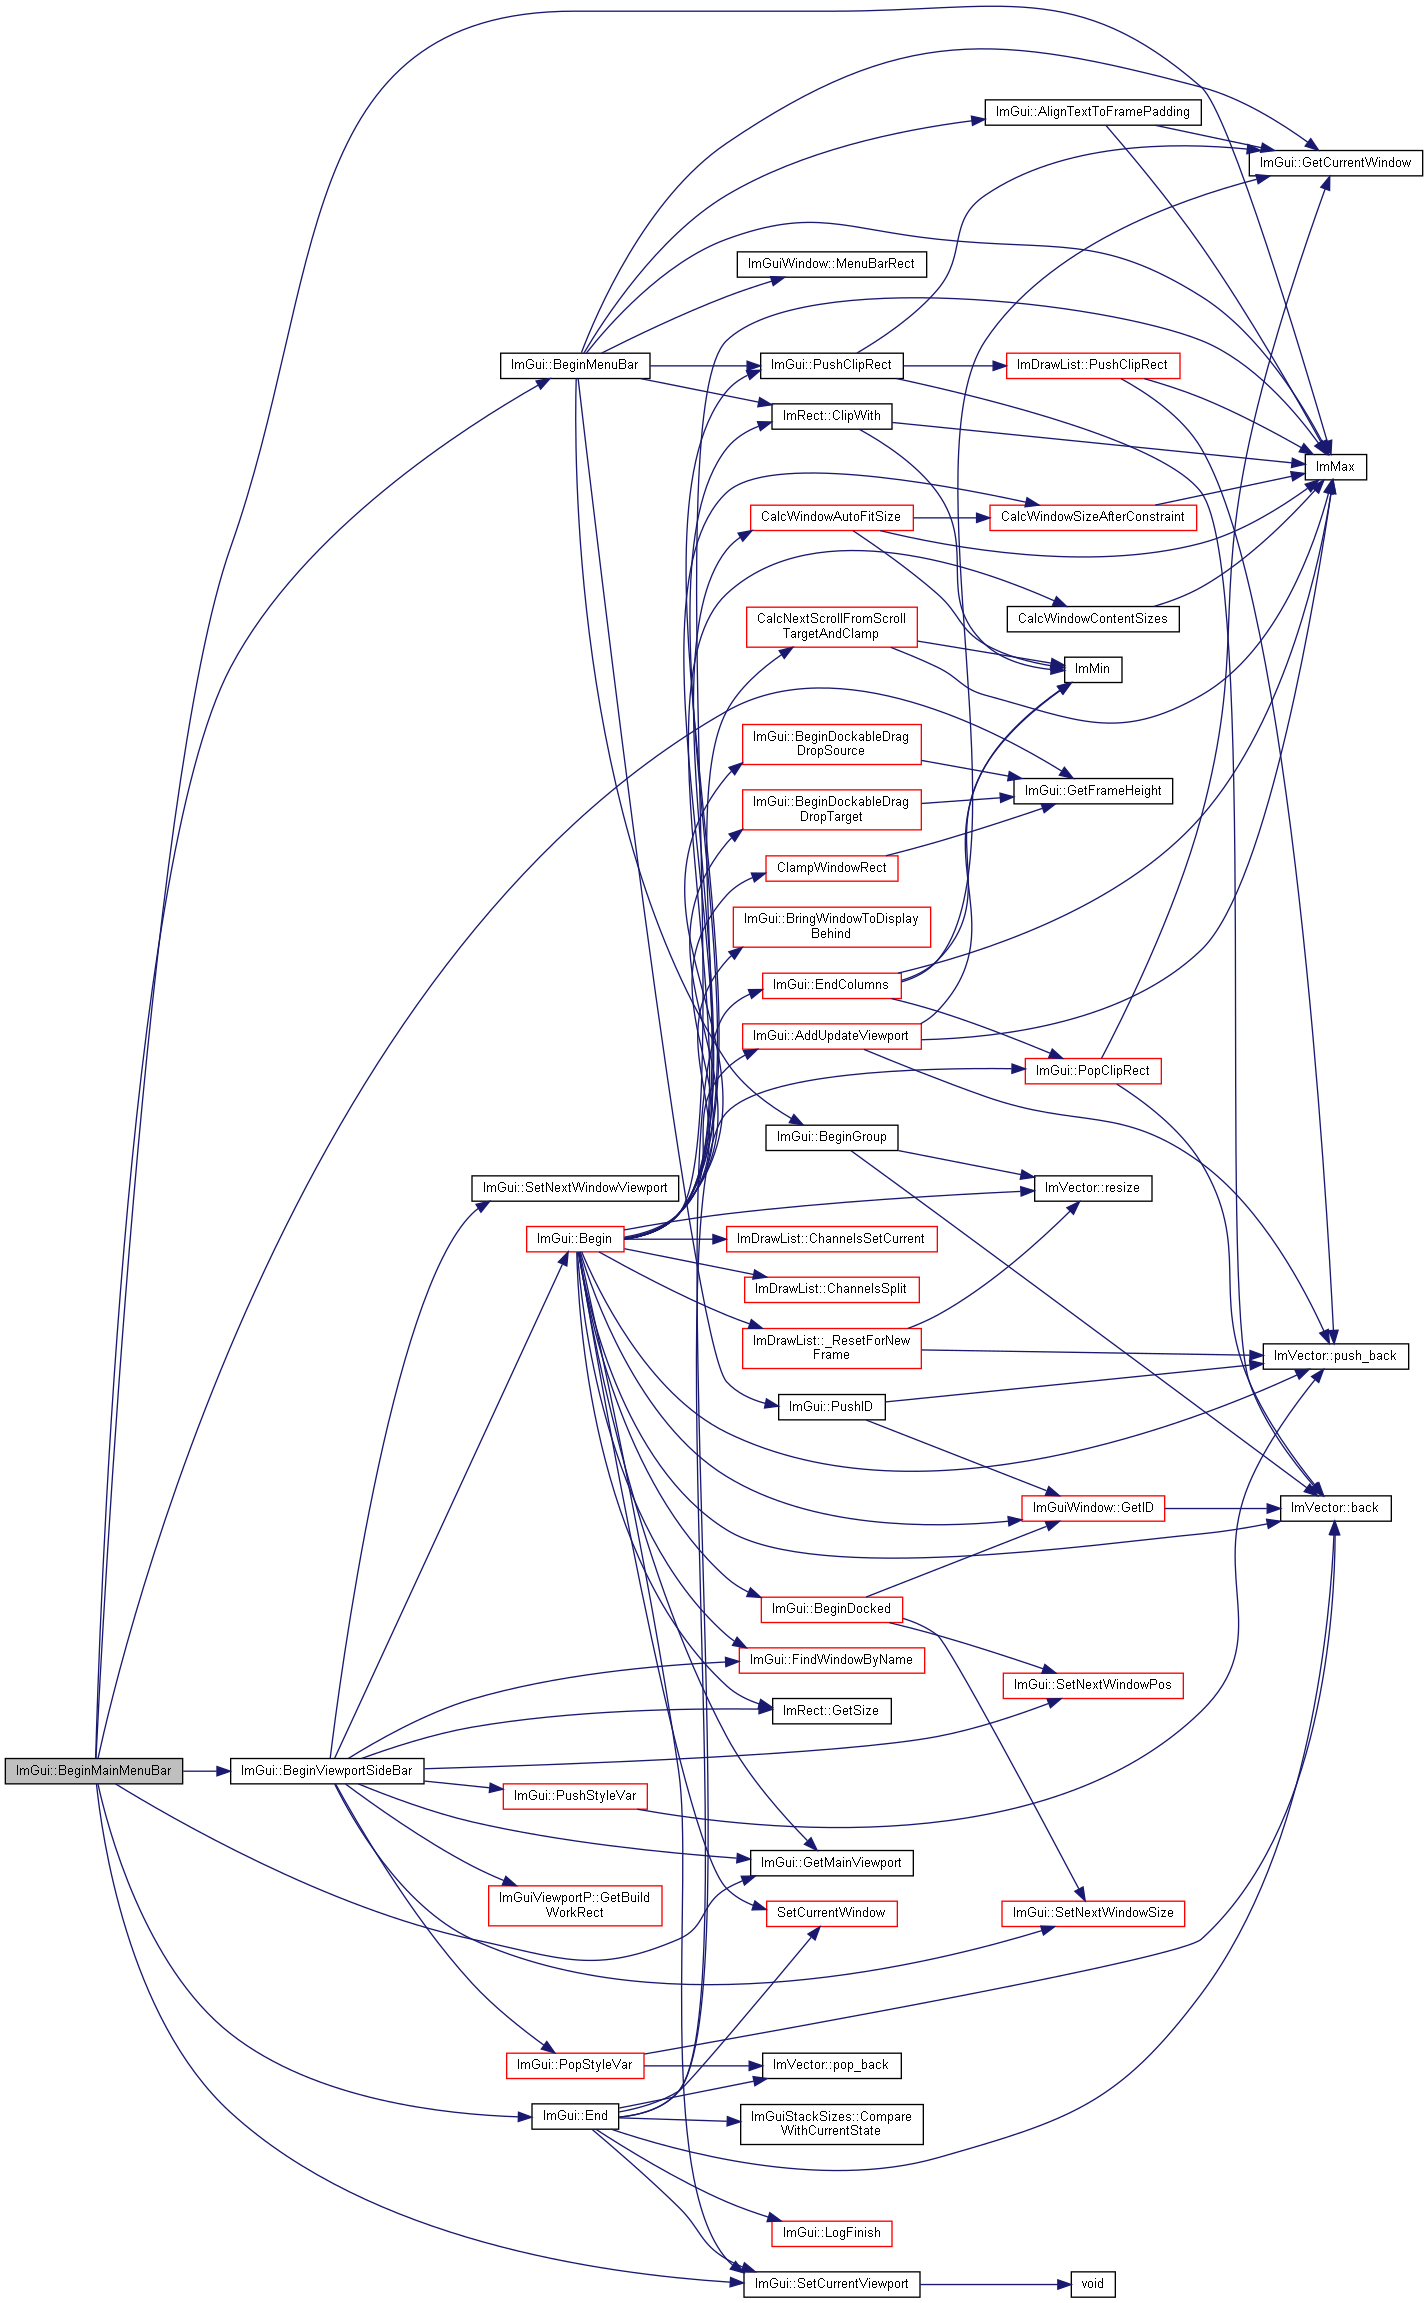 ImGui::AlignTextToFramePadding
ImGui::GetCurrentWindow
ImGuiWindow::MenuBarRect
ImGui::BeginMenuBar
ImGui::PushClipRect
ImDrawList::PushClipRect
ImRect::ClipWith
ImMax
CalcWindowAutoFitSize
CalcWindowSizeAfterConstraint
CalcNextScrollFromScroll
TargetAndClamp
CalcWindowContentSizes
ImMin
ImGui::BeginDockableDrag
DropSource
ImGui::GetFrameHeight
ImGui::BeginDockableDrag
DropTarget
ClampWindowRect
ImGui::BringWindowToDisplay
Behind
ImGui::EndColumns
ImGui::AddUpdateViewport
ImGui::PopClipRect
ImGui::BeginGroup
ImGui::SetNextWindowViewport
ImVector::resize
ImGui::Begin
ImDrawList::ChannelsSetCurrent
ImDrawList::ChannelsSplit
ImDrawList::_ResetForNew
Frame
ImVector::push_back
ImGui::PushID
ImGuiWindow::GetID
ImVector::back
ImGui::BeginDocked
ImGui::FindWindowByName
ImGui::SetNextWindowPos
ImRect::GetSize
ImGui::BeginMainMenuBar
ImGui::BeginViewportSideBar
ImGui::PushStyleVar
ImGui::GetMainViewport
ImGuiViewportP::GetBuild
WorkRect
SetCurrentWindow
ImGui::SetNextWindowSize
ImGui::PopStyleVar
ImVector::pop_back
ImGui::End
ImGuiStackSizes::Compare
WithCurrentState
ImGui::LogFinish
ImGui::SetCurrentViewport
void